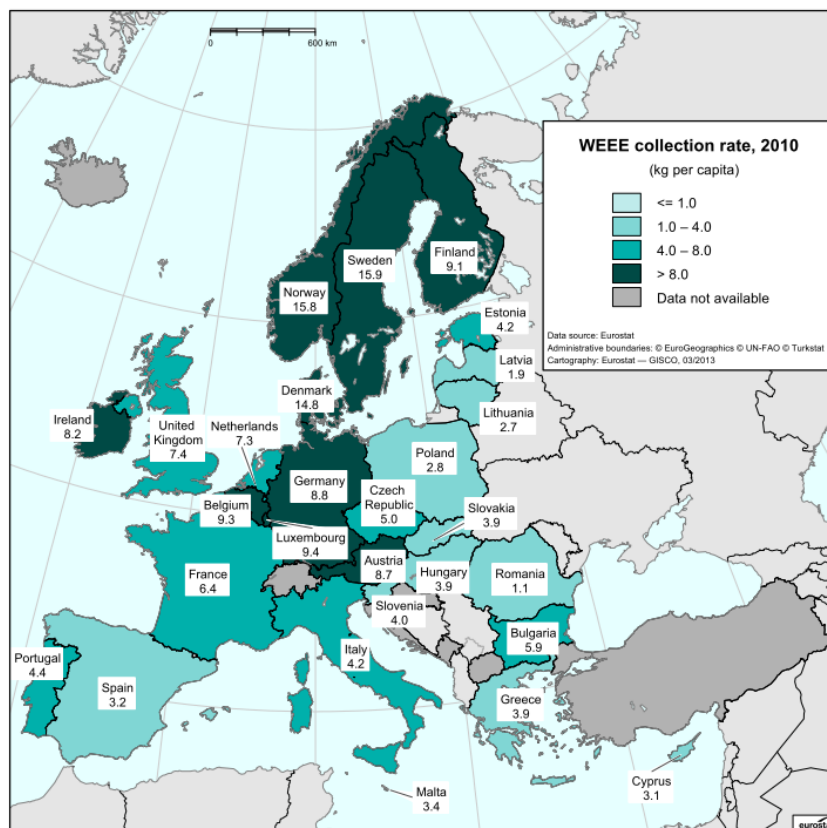 0 600 km
WEEE collection rate, 2010
(kg per capita)
<= 1.0
1.0 – 4.0
4.0 – 8.0
> 8.0
Data not available
Data source: Eurostat
Administrative boundaries: © EuroGeographics © UN-FAO © Turkstat
Cartography: Eurostat — GISCO, 03/2013
Finland
9.1
Sweden
15.9
Norway
15.8
Estonia
4.2
Latvia
1.9
Denmark
14.8
Lithuania
2.7
Ireland
8.2
United
Kingdom
7.4
Netherlands
7.3
Poland
2.8
Germany
8.8
Czech
Republic
5.0
Belgium
9.3
Slovakia
3.9
Luxembourg
9.4
Austria
8.7
France
6.4
Hungary
3.9
Romania
1.1
Slovenia
4.0
Bulgaria
5.9
Portugal
4.4
Italy
4.2
Spain
3.2
Greece
3.9
Cyprus
3.1
Malta
3.4
eurostat